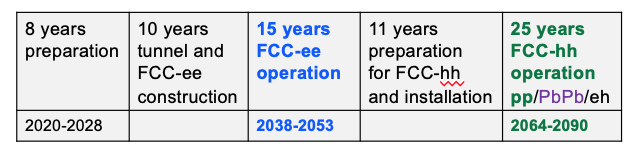 8 years
preparation
10 years
tunnel and
FCC-ee
construction
15 years
FCC-ee
operation
11 years
preparation
for FCC-hh
and installation
25 years
FCC-hh
operation
pp/PbPb/eh
2020-2028
2038-2053
2064-2090